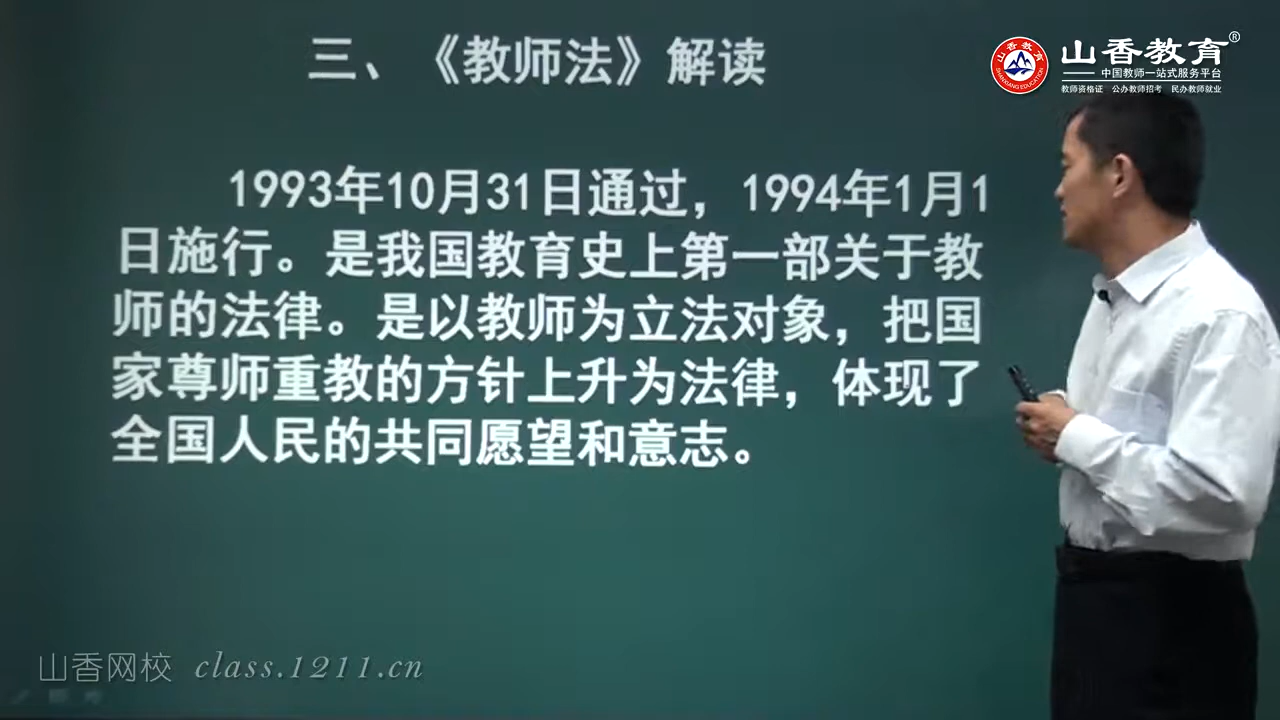 三、《教师法》解读
山香教育®
中国教师一站式服务平台
教师资格证 公办教师招考 民办教师就业
1993年10月31日通过，1994年1月1
日施行。是我国教育史上第一部关于教
师的法律。是以教师为立法对象，把国
家尊师重教的方针上升为法律，体现了
全国人民的共同愿望和意志。
山香网校 class.1211.cn
山香教育
SHANXIANG EDUCATION